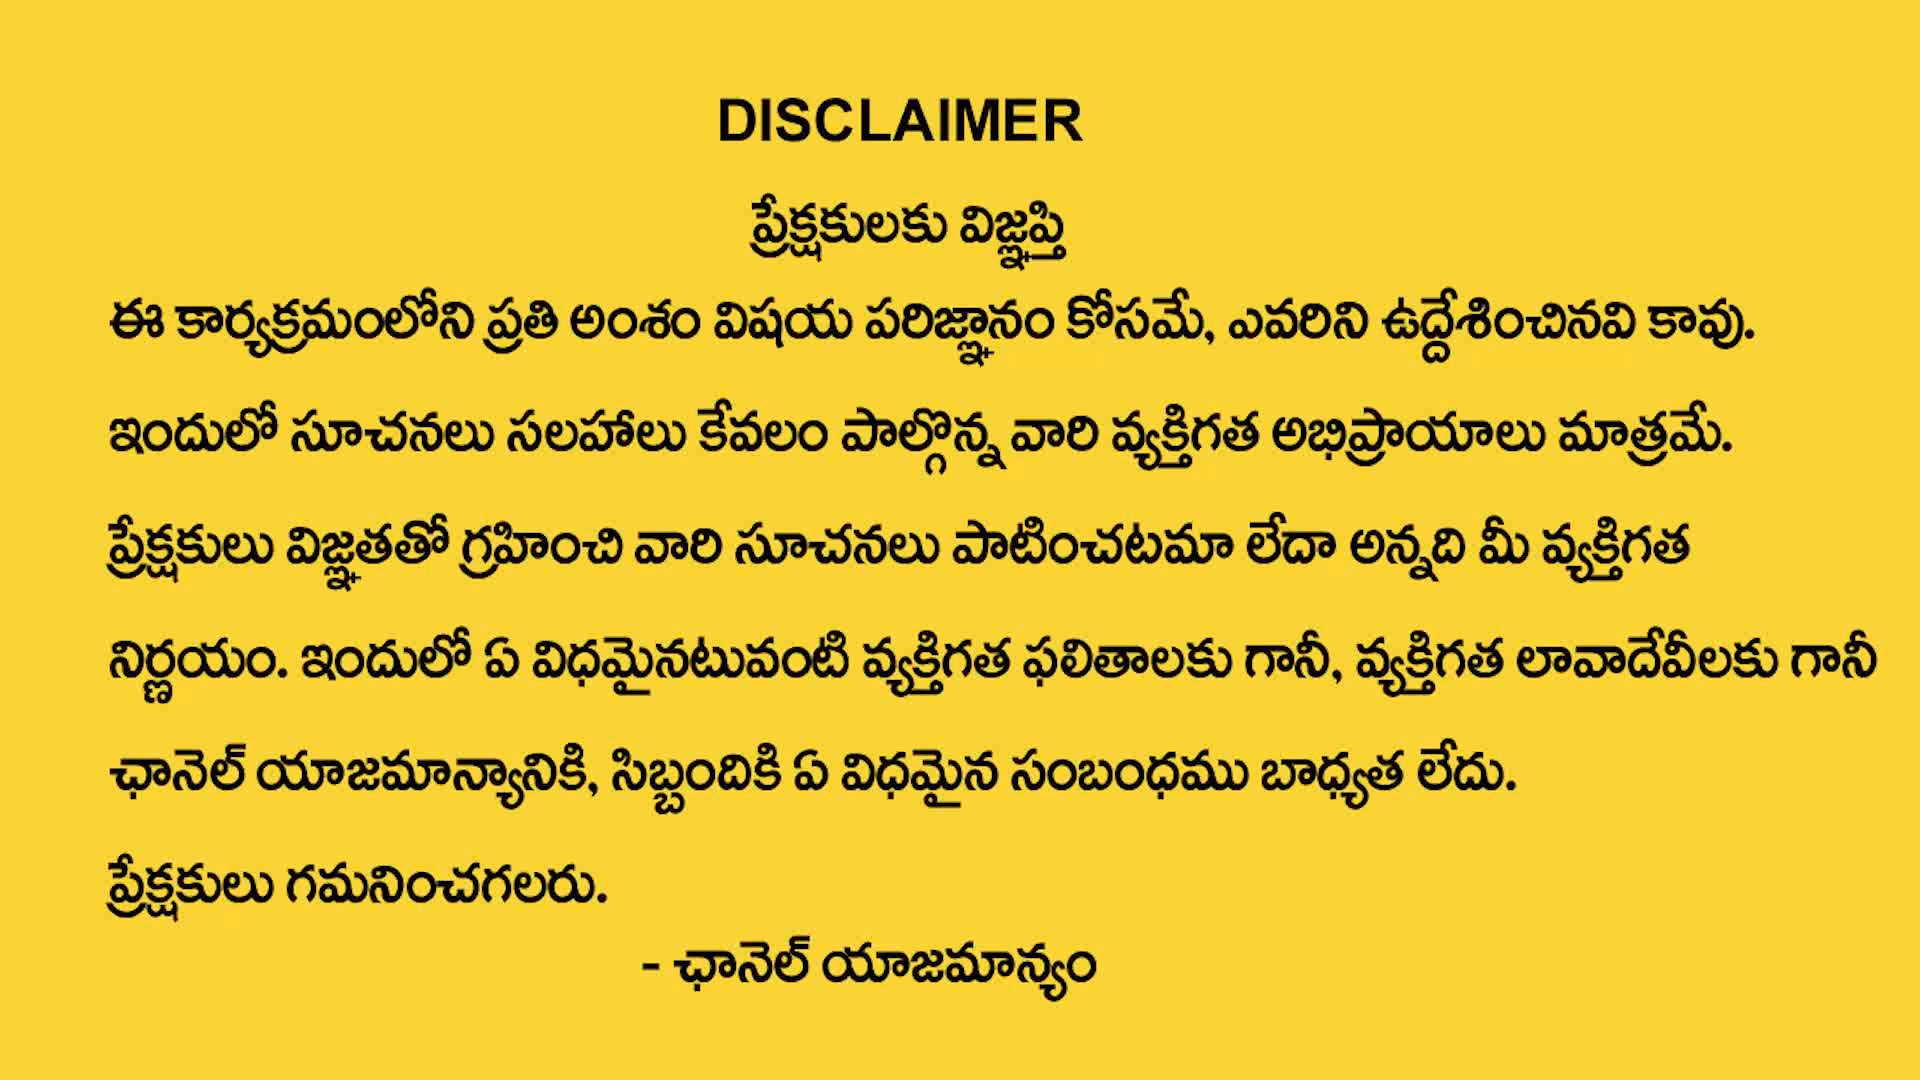 DISCLAIMER
ప్రేక్షకులకు విజ్ఞప్తి
ఈ కార్యక్రమంలోని ప్రతి అంశం విషయ పరిజ్ఞానం కోసమే, ఎవరిని ఉద్దేశించినవి కావు.
ఇందులో సూచనలు సలహాలు కేవలం పాల్గొన్న వారి వ్యక్తిగత అభిప్రాయాలు మాత్రమే.
ప్రేక్షకులు విజ్ఞతతో గ్రహించి వారి సూచనలు పాటించటమా లేదా అన్నది మీ వ్యక్తిగత
నిర్ణయం. ఇందులో ఏ విధమైనటువంటి వ్యక్తిగత ఫలితాలకు గానీ, వ్యక్తిగత లావాదేవీలకు గానీ
ఛానెల్ యాజమాన్యానికి, సిబ్బందికి ఏ విధమైన సంబంధము బాధ్యత లేదు.
ప్రేక్షకులు గమనించగలరు.
- ఛానెల్ యాజమాన్యం